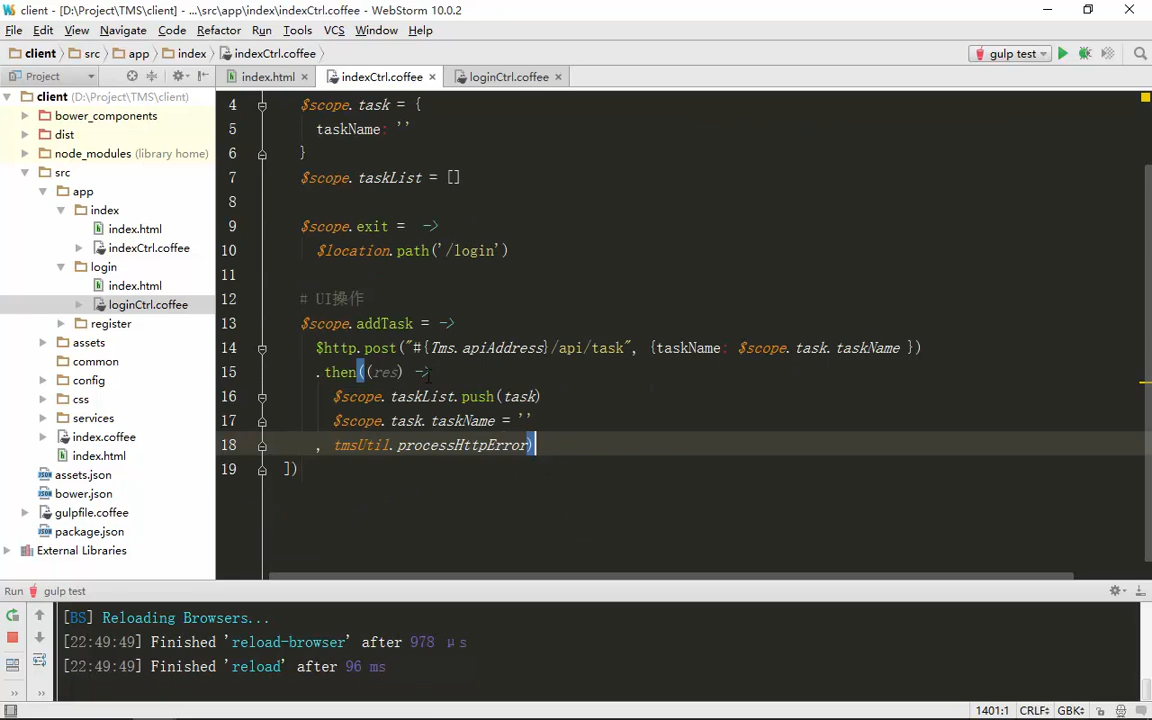 client - [D:\Project\TMS\client] - ...\src\app\index\indexCtrl.coffee - WebStorm 10.0.2
File Edit View Navigate Code Refactor Run Tools VCS Window Help
client src app index indexCtrl.coffee gulp test
Project index.html indexCtrl.coffee loginCtrl.coffee
client (D:\Project\TMS\client)
bower_components
dist
node_modules (library home)
src
app
index
index.html
indexCtrl.coffee
login
index.html
loginCtrl.coffee
register
assets
common
config
css
services
index.coffee
index.html
assets.json
bower.json
gulpfile.coffee
package.json
External Libraries
4 $scope.task = {
5 taskName: ''
6 }
7 $scope.taskList = []
8
9 $scope.exit = ->
10 $location.path('/login')
11
12 # UI操作
13 $scope.addTask = ->
14 $http.post("#{Tms.apiAddress}/api/task", {taskName: $scope.task.taskName })
15 .then((res) ->
16 $scope.taskList.push(task)
17 $scope.task.taskName = ''
18 , tmsUtil.processHttpError)
19 ])
Run gulp test
[BS] Reloading Browsers...
[22:49:49] Finished 'reload-browser' after 978 μs
[22:49:49] Finished 'reload' after 96 ms
1401:1 CRLF GBK